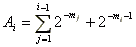 A_i = \sum_{j=1}^{i-1} 2^{-m_j} + 2^{-m_i-1}